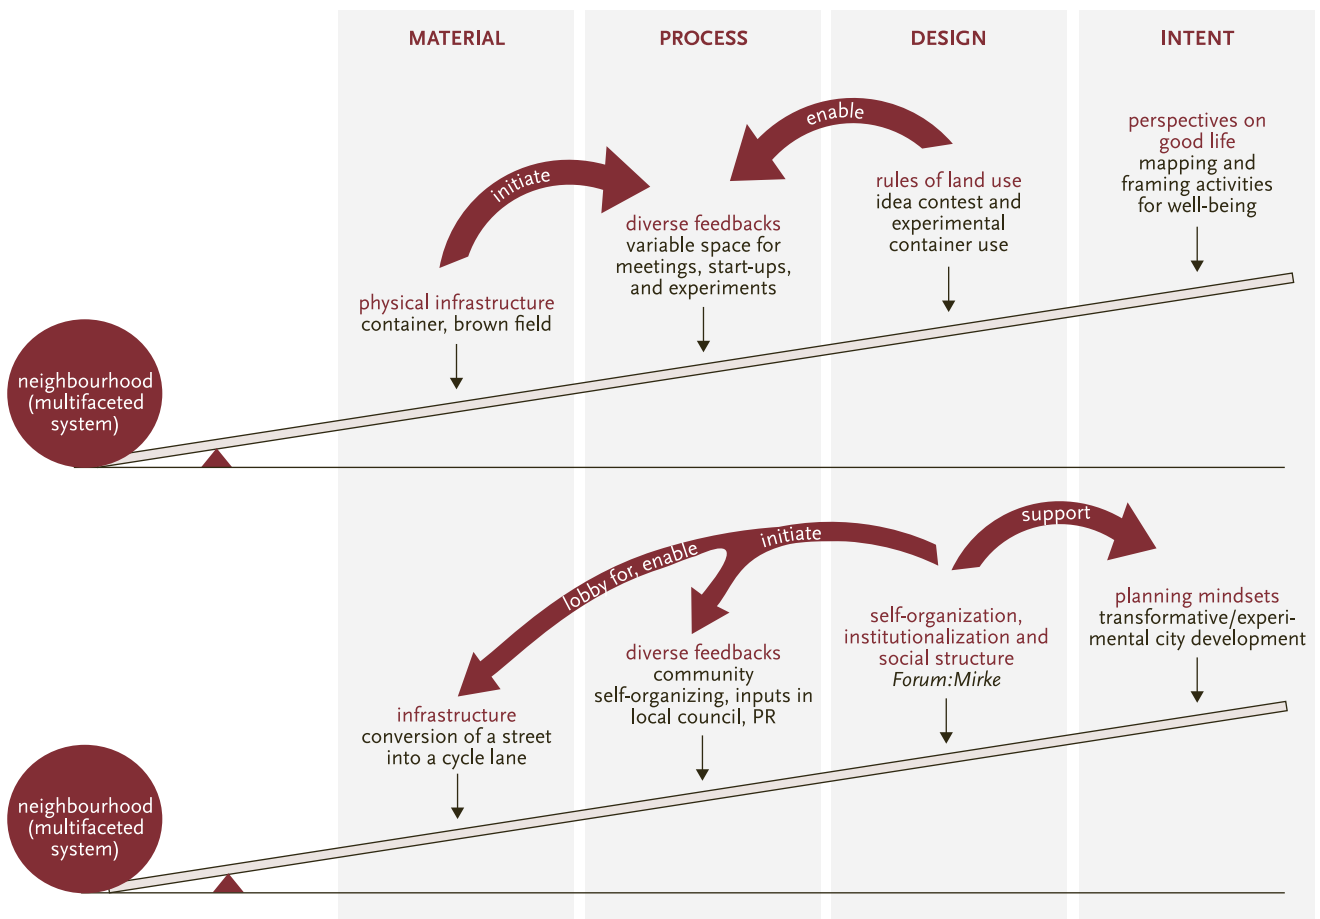 MATERIAL
PROCESS
DESIGN
INTENT
initiate
enable
physical infrastructure
container, brown field
diverse feedbacks
variable space for
meetings, start-ups,
and experiments
rules of land use
idea contest and
experimental
container use
perspectives on
good life
mapping and
framing activities
for well-being
neighbourhood
(multifaceted
system)
lobby for, enable
initiate
support
infrastructure
conversion of a street
into a cycle lane
diverse feedbacks
community
self-organizing, inputs in
local council, PR
self-organization,
institutionalization and
social structure
Forum:Mirke
planning mindsets
transformative/experi-
mental city development
neighbourhood
(multifaceted
system)